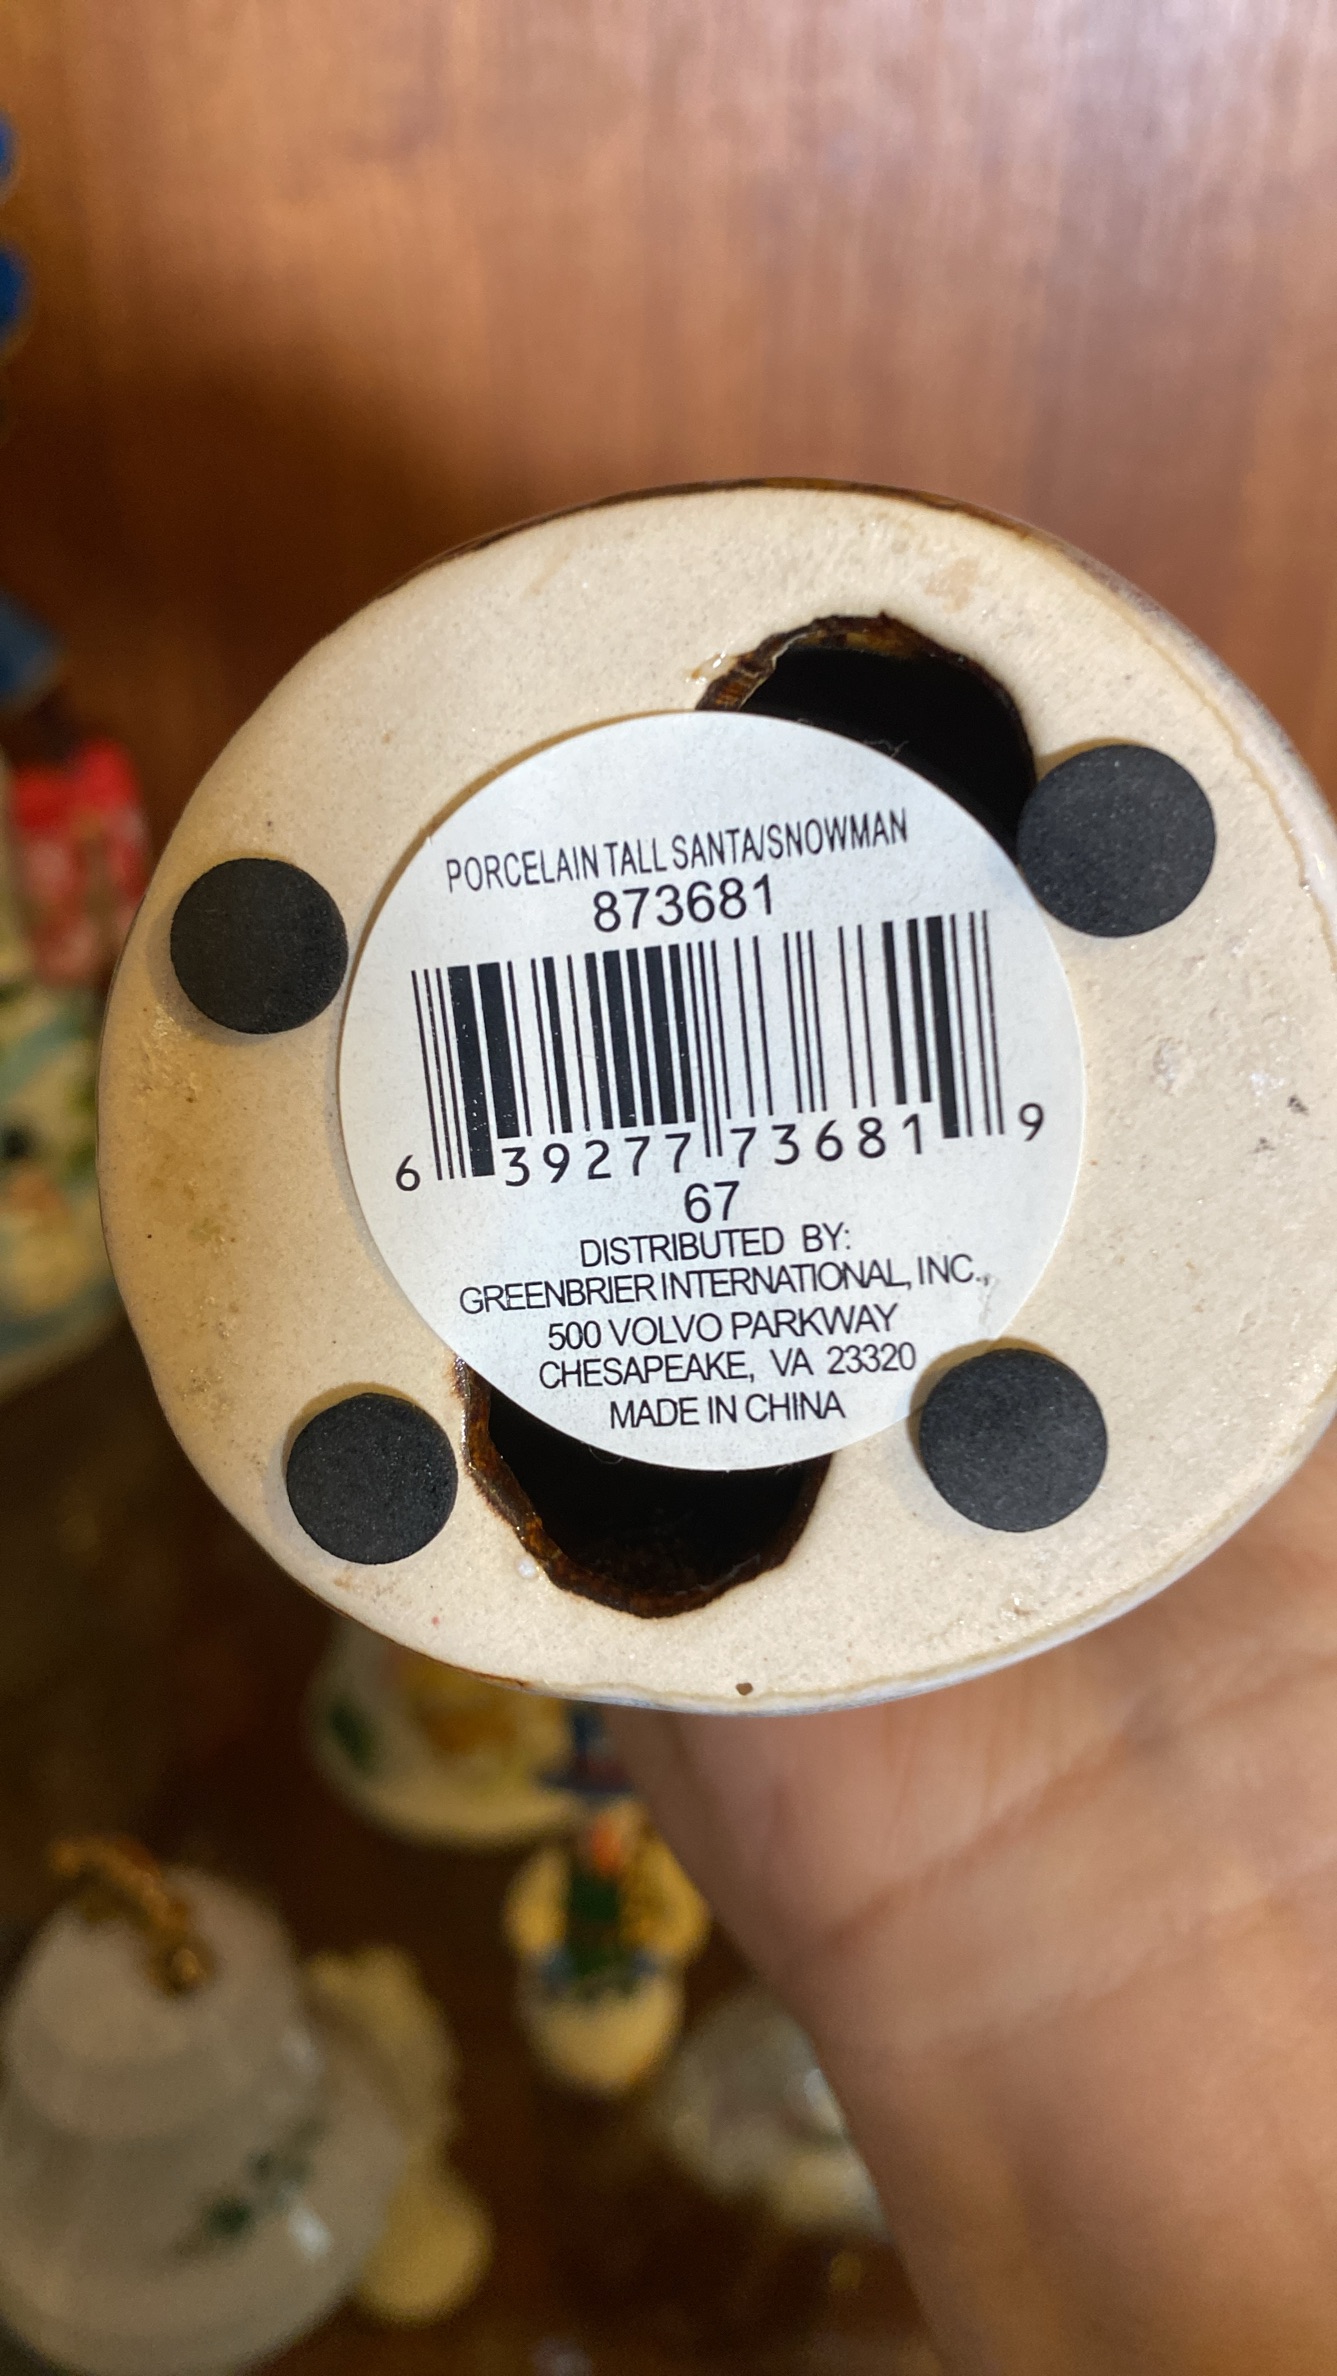 PORCELAIN TALL SANTA/SNOWMAN
873681
6 39277 73681 9
67
DISTRIBUTED BY:
GREENBRIER INTERNATIONAL, INC.,
500 VOLVO PARKWAY
CHESAPEAKE, VA 23320
MADE IN CHINA